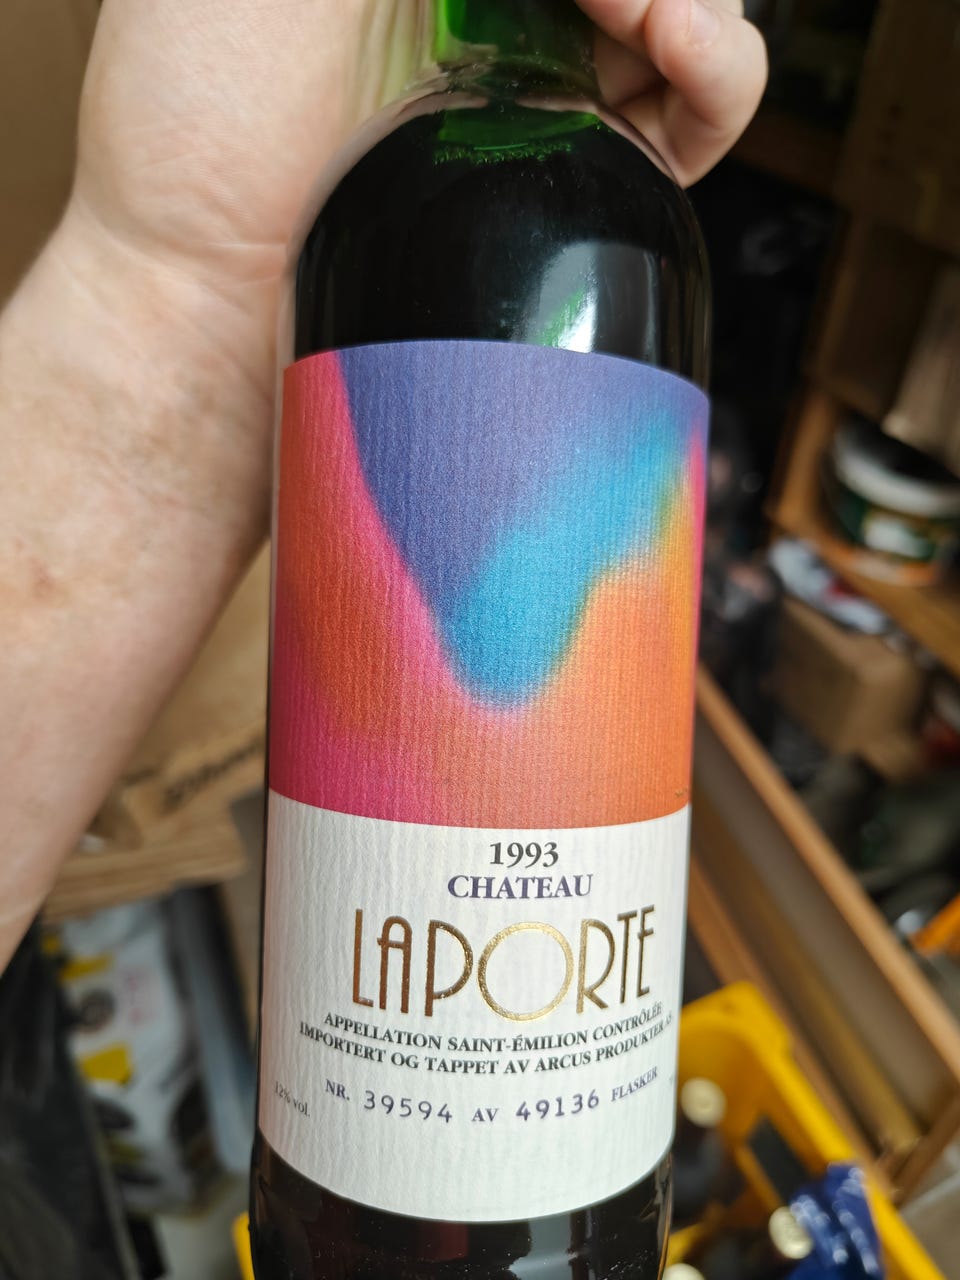 1993
CHATEAU
LAPORTE
APPELLATION SAINT-ÉMILION CONTRÔLÉE
IMPORTERT OG TAPPET AV ARCUS PRODUKTER
NR. 39594 AV 49136 FLASKER
12% vol.